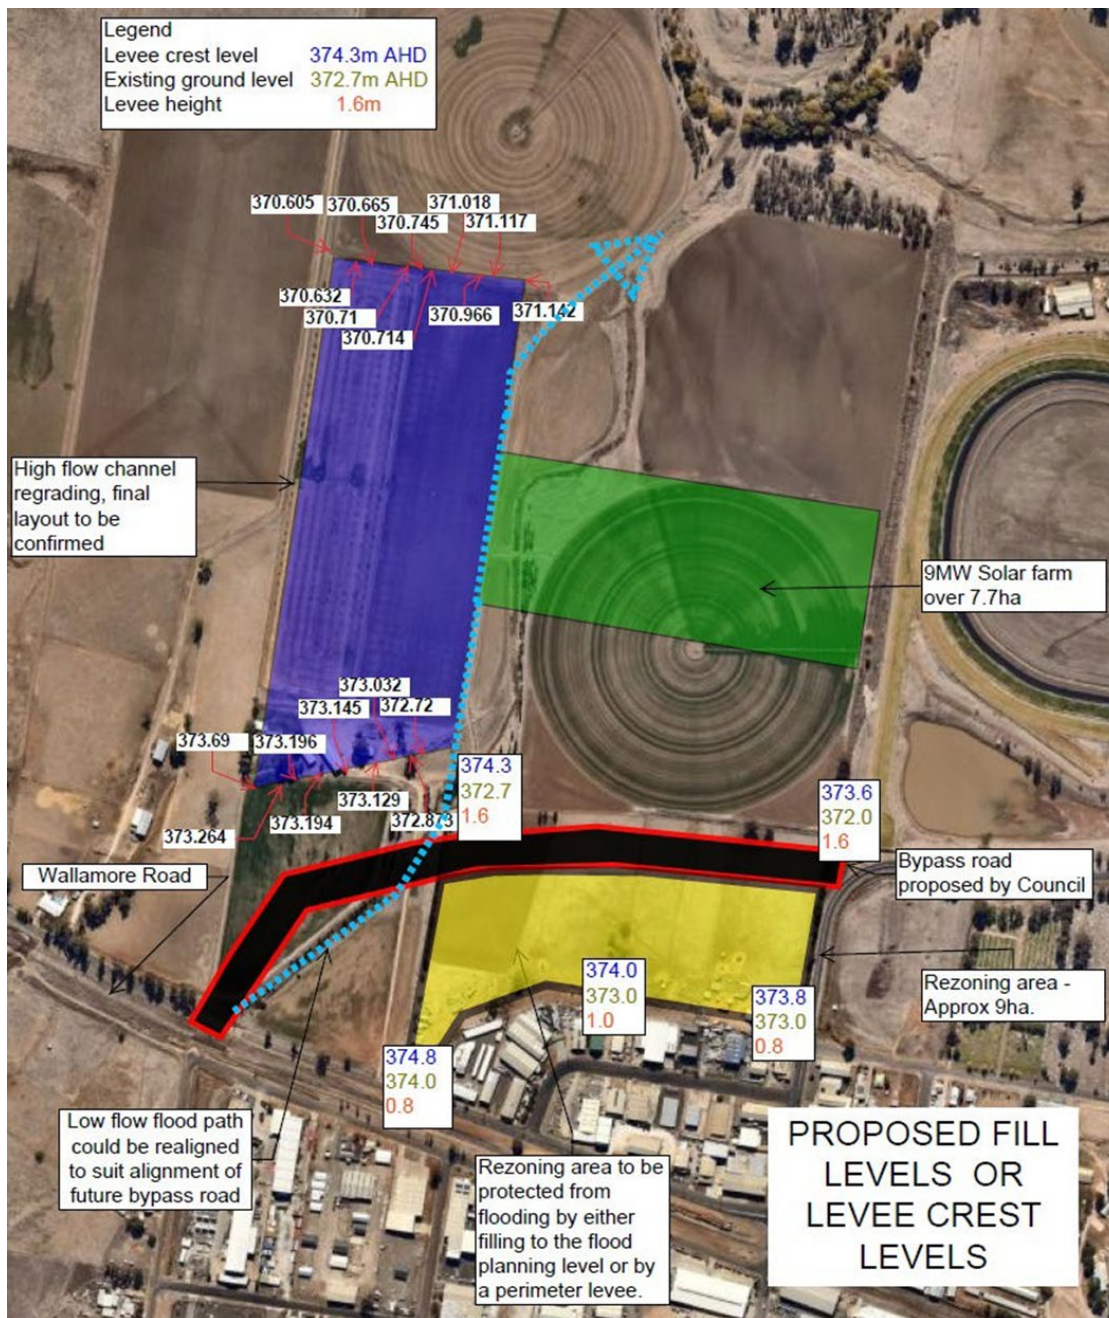 Legend
Levee crest level 374.3m AHD
Existing ground level 372.7m AHD
Levee height 1.6m
370.605
370.665
370.745
371.018
371.117
370.632
370.71
370.714
370.966
371.142
High flow channel
regrading, final
layout to be
confirmed
9MW Solar farm
over 7.7ha
373.69
373.196
373.145
373.032
372.72
373.264
373.194
373.129
372.873
374.3
372.7
1.6
373.6
372.0
1.6
Wallamore Road
Bypass road
proposed by Council
Rezoning area -
Approx 9ha.
374.0
373.0
1.0
373.8
373.0
0.8
374.8
374.0
0.8
Low flow flood path
could be realigned
to suit alignment of
future bypass road
Rezoning area to be
protected from
flooding by either
filling to the flood
planning level or by
a perimeter levee.
PROPOSED FILL
LEVELS OR
LEVEE CREST
LEVELS